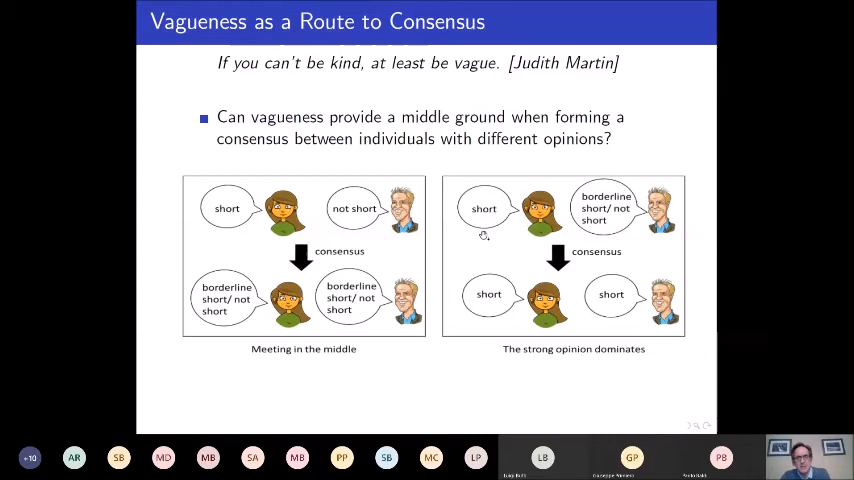 Vagueness as a Route to Consensus
If you can't be kind, at least be vague. [Judith Martin]
Can vagueness provide a middle ground when forming a
consensus between individuals with different opinions?
short
not short
consensus
borderline
short/ not
short
borderline
short/ not
short
Meeting in the middle
short
borderline
short/ not
short
consensus
short
short
The strong opinion dominates
+10
AR
SB
MD
MB
SA
MB
PP
SB
MC
LP
LB
GP
PB
Giuseppe Primiero